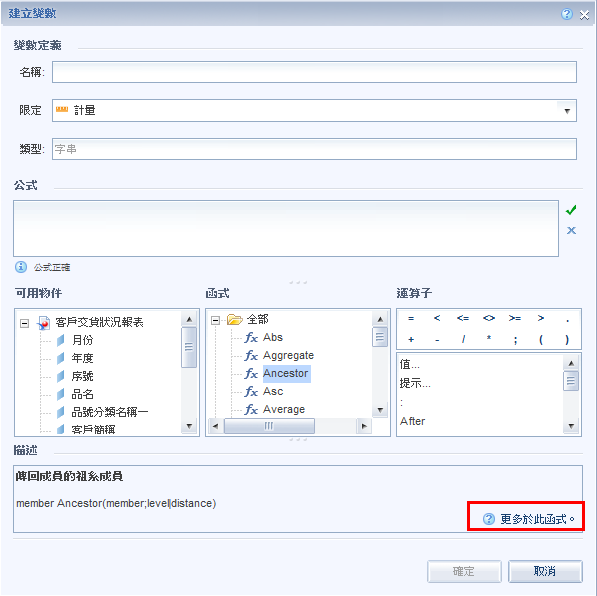 建立變數
變數定義
名稱:
限定 計量
類型: 字串
公式
公式正確
可用物件 函式 運算子
客戶交貨狀況報表
月份
年度
序號
品名
品號分類名稱一
客戶簡稱
全部
Abs
Aggregate
Ancestor
Asc
Average
= < <= <> >= > .
+ - / * ; ( )
值...
提示...
:
After
描述
傳回成員的祖系成員
member Ancestor(member;level|distance)
更多於此函式。
確定 取消